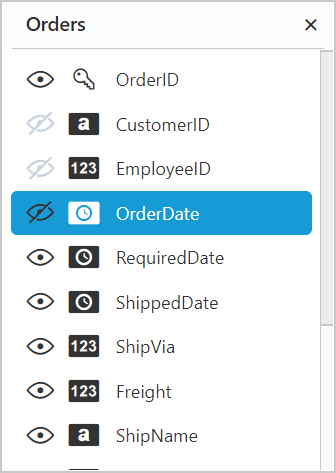 Orders
OrderID
a CustomerID
123 EmployeeID
OrderDate
RequiredDate
ShippedDate
123 ShipVia
123 Freight
a ShipName